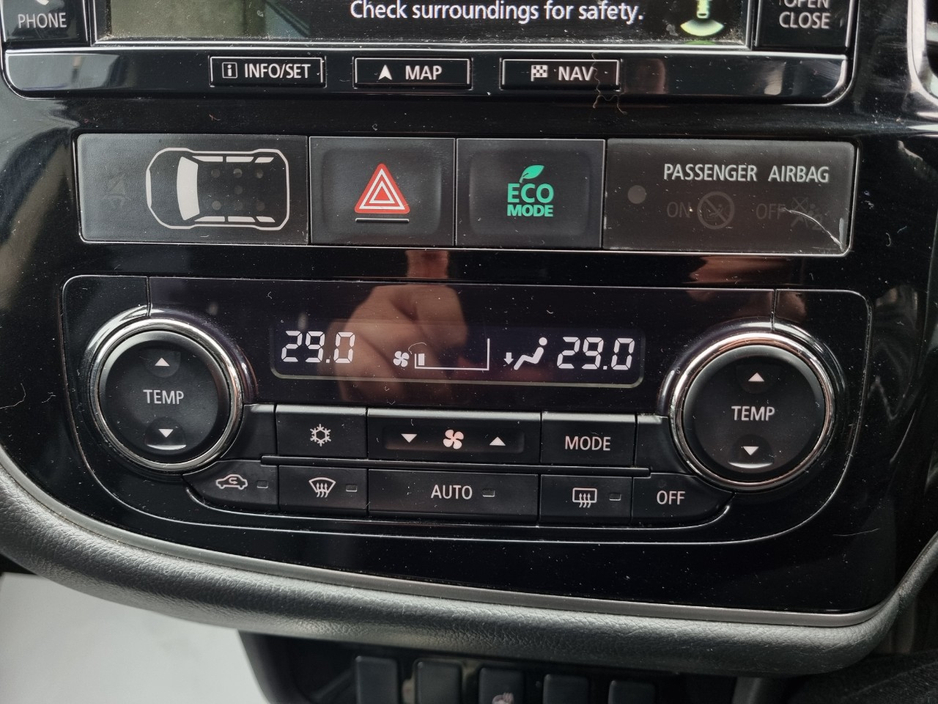 Check surroundings for safety.
PHONE
OPEN
CLOSE
INFO/SET
MAP
NAV
ECO
MODE
PASSENGER AIRBAG
ON
OFF
29.0
29.0
TEMP
TEMP
MODE
AUTO
OFF